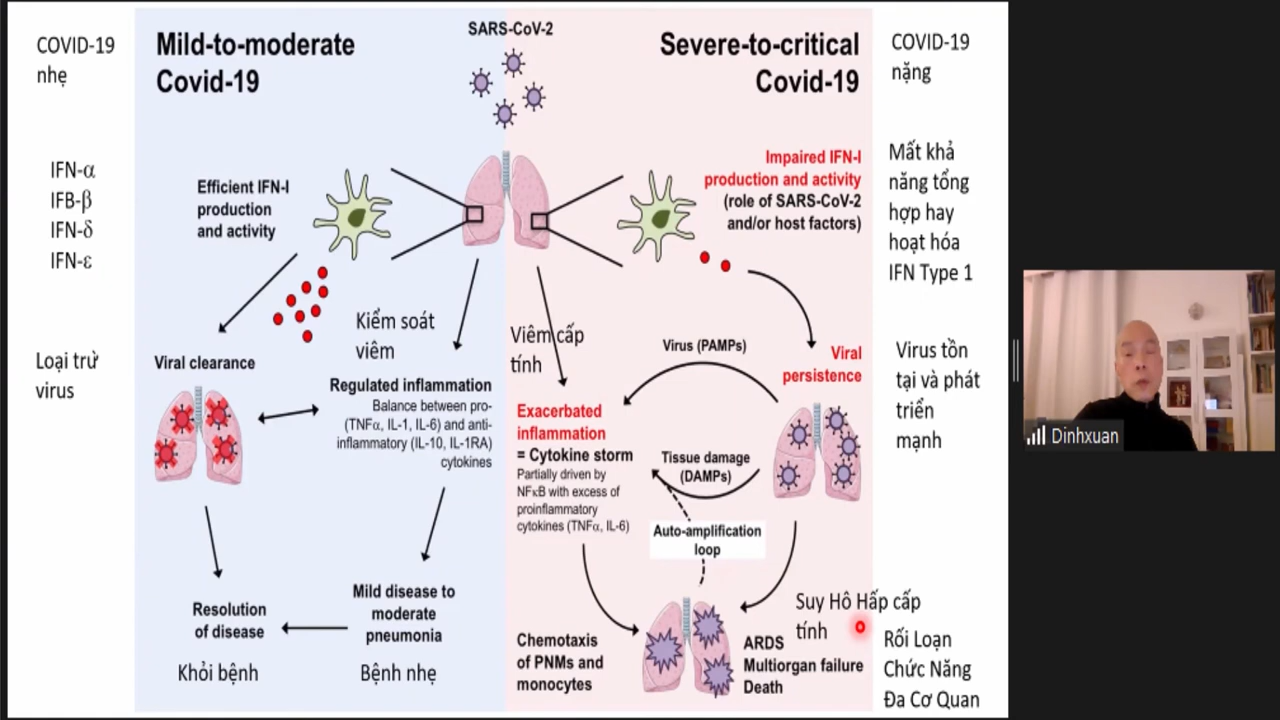 COVID-19
nhẹ
Mild-to-moderate
Covid-19
SARS-CoV-2
Severe-to-critical
Covid-19
COVID-19
nặng
IFN-α
IFB-β
IFN-δ
IFN-ε
Efficient IFN-I
production
and activity
Impaired IFN-I
production and activity
(role of SARS-CoV-2
and/or host factors)
Mất khả
năng tổng
hợp hay
hoạt hóa
IFN Type 1
Loại trừ
virus
Viral clearance
Kiểm soát
viêm
Regulated inflammation
Balance between pro-
(TNFα, IL-1, IL-6) and anti-
inflammatory (IL-10, IL-1RA)
cytokines
Viêm cấp
tính
Exacerbated
inflammation
= Cytokine storm
Partially driven by
NFκB with excess of
proinflammatory
cytokines (TNFα, IL-6)
Virus (PAMPs)
Tissue damage
(DAMPs)
Auto-amplification
loop
Viral
persistence
Virus tồn
tại và phát
triển
mạnh
Resolution
of disease
Khỏi bệnh
Mild disease to
moderate
pneumonia
Bệnh nhẹ
Chemotaxis
of PNMs and
monocytes
Suy Hô Hấp cấp
tính
ARDS
Multiorgan failure
Death
Rối Loạn
Chức Năng
Đa Cơ Quan
Dinhxuan